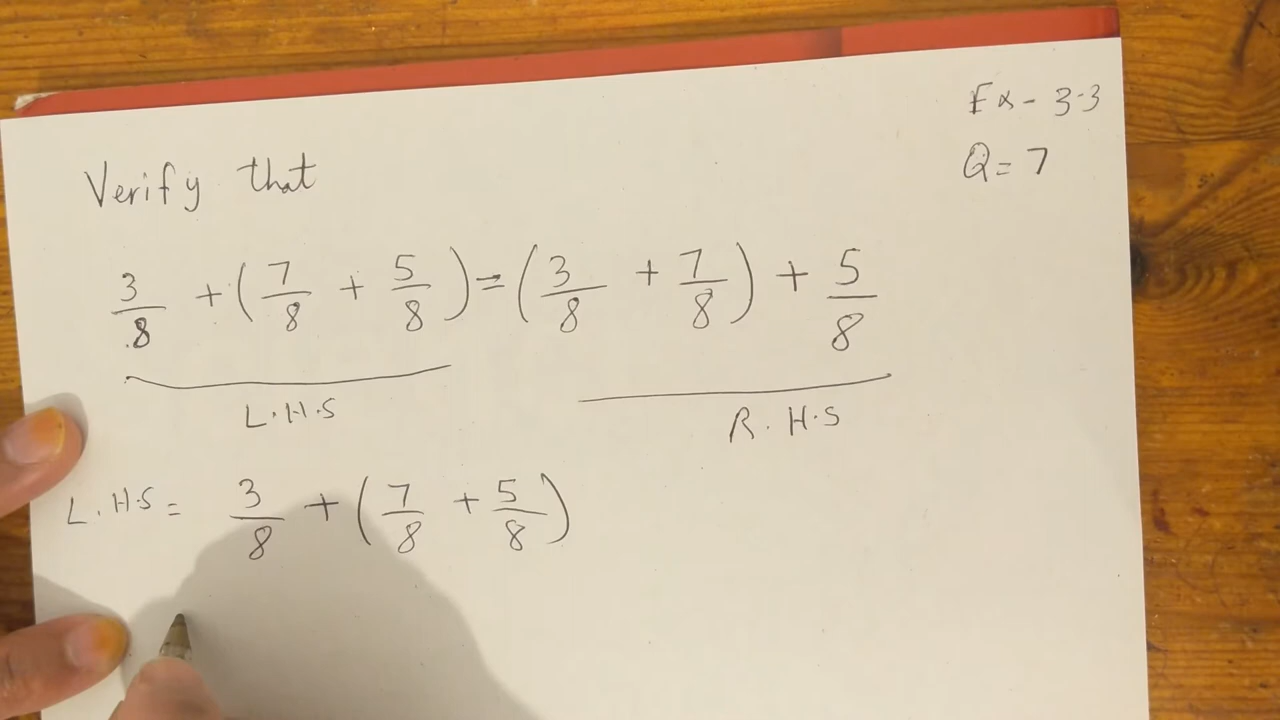 Ex - 3.3
Q = 7
Verify that
3/8 + (7/8 + 5/8) = (3/8 + 7/8) + 5/8
L.H.S
R.H.S
L.H.S = 3/8 + (7/8 + 5/8)